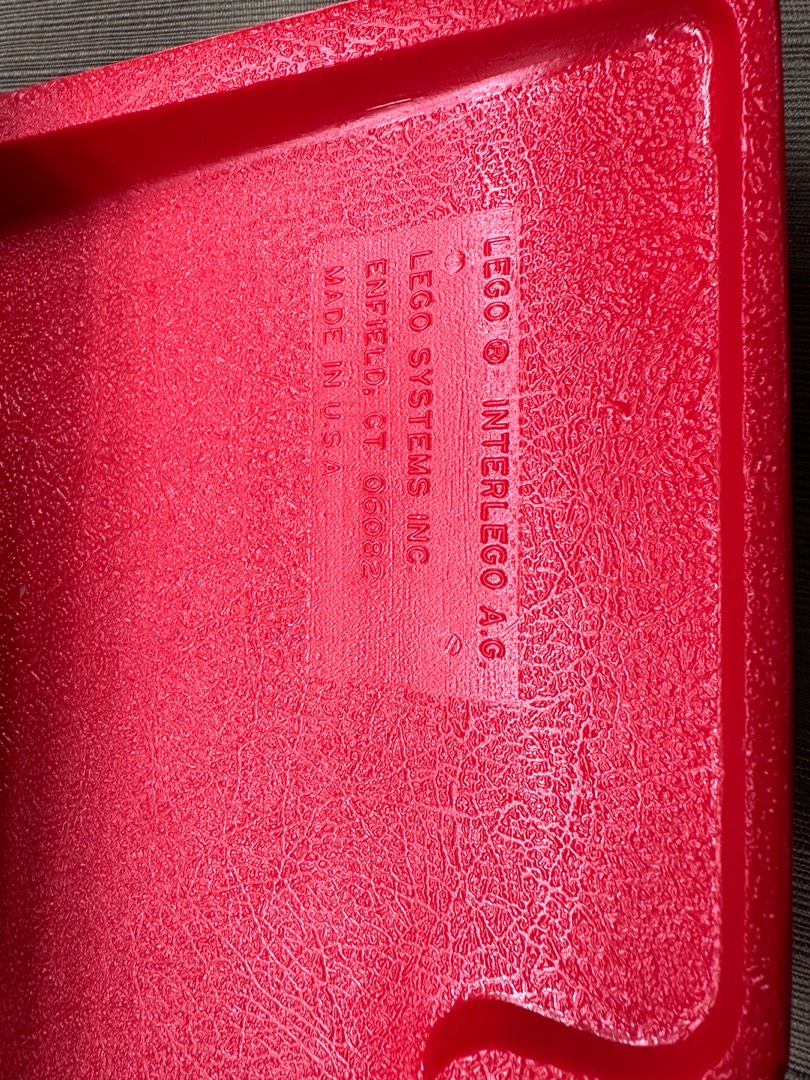 LEGO ® INTERLEGO A.G.
LEGO SYSTEMS INC
ENFIELD, CT 06082
MADE IN U.S.A